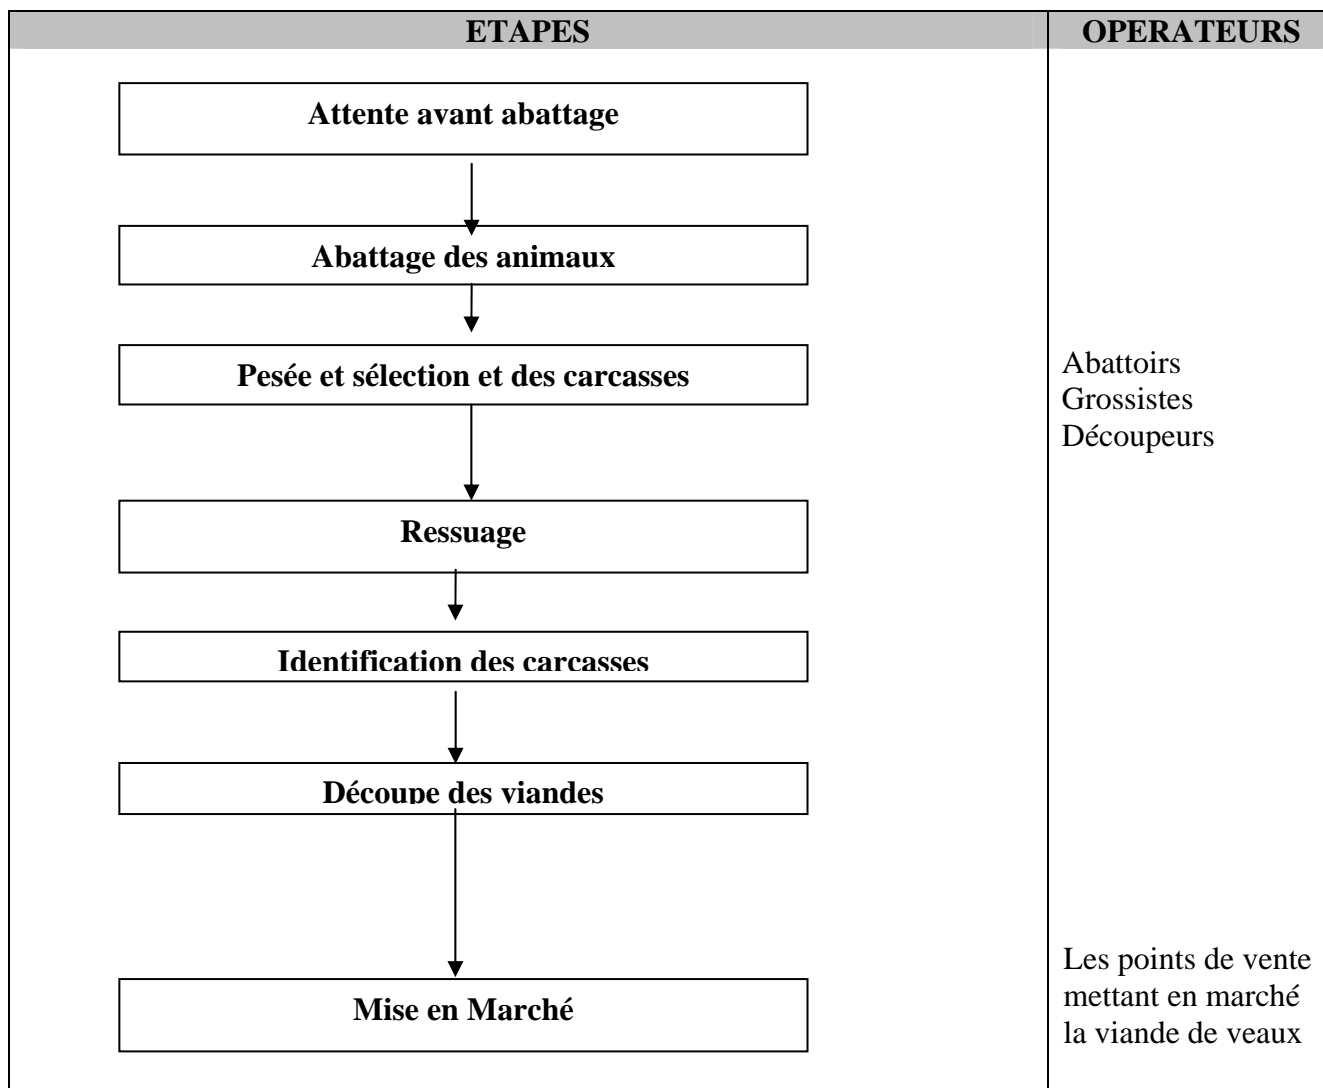 ETAPES
OPERATEURS
Attente avant abattage
Abattage des animaux
Pesée et sélection et des carcasses
Abattoirs
Grossistes
Découpeurs
Ressuage
Identification des carcasses
Découpe des viandes
Mise en Marché
Les points de vente
mettant en marché
la viande de veaux